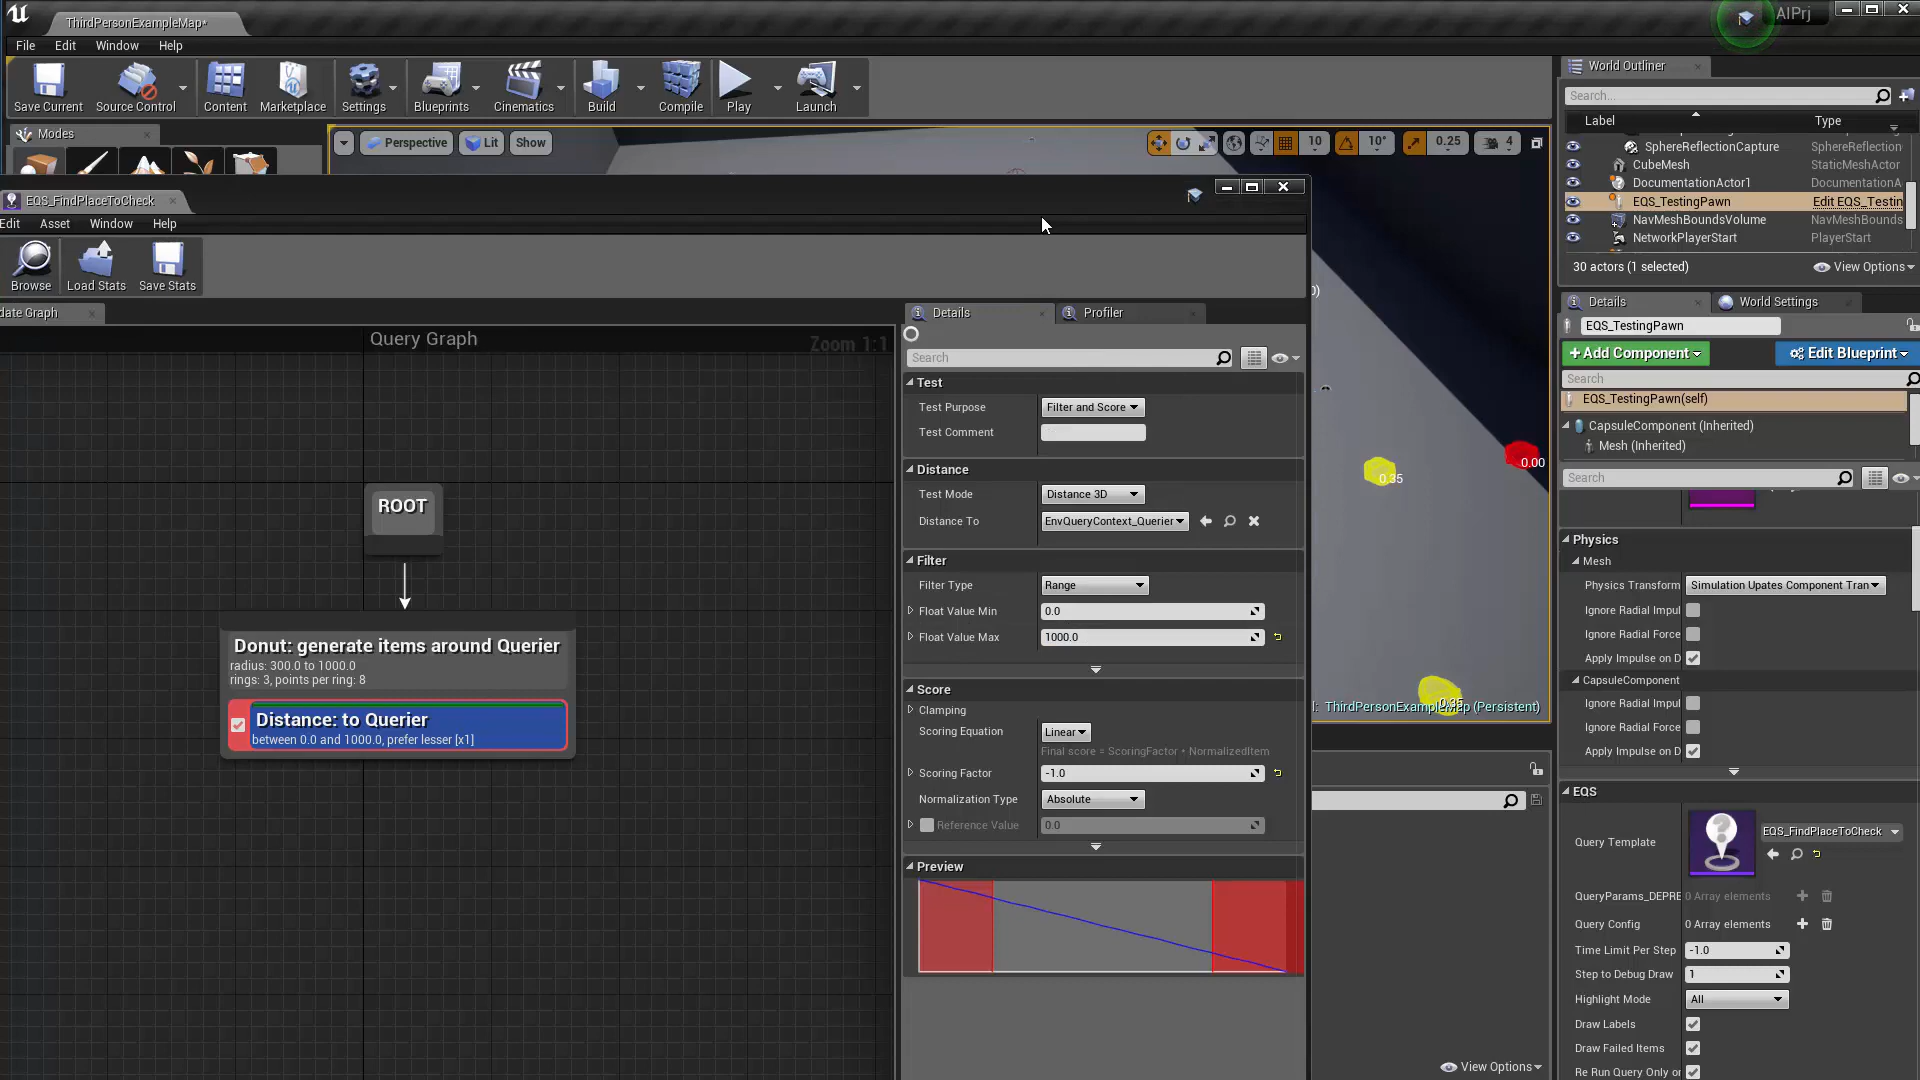 ThirdPersonExampleMap*
AIPrj
File Edit Window Help
Save Current Source Control Content Marketplace Settings Blueprints Cinematics Build Compile Play Launch
Modes
Perspective Lit Show
10 10° 0.25 4
World Outliner
Search...
Label Type
SphereReflectionCapture SphereReflection
CubeMesh StaticMeshActor
DocumentationActor1 DocumentationA
EQS_TestingPawn Edit EQS_Testin
NavMeshBoundsVolume NavMeshBounds
NetworkPlayerStart PlayerStart
30 actors (1 selected) View Options
EQS_FindPlaceToCheck
Edit Asset Window Help
Browse Load Stats Save Stats
date Graph
Query Graph
Zoom 1:1
ROOT
Donut: generate items around Querier
radius: 300.0 to 1000.0
rings: 3, points per ring: 8
Distance: to Querier
between 0.0 and 1000.0, prefer lesser [x1]
Details Profiler
Search
Test
Test Purpose Filter and Score
Test Comment
Distance
Test Mode Distance 3D
Distance To EnvQueryContext_Querier
Filter
Filter Type Range
Float Value Min 0.0
Float Value Max 1000.0
Score
Clamping
Scoring Equation Linear
Final score = ScoringFactor * NormalizedItem
Scoring Factor -1.0
Normalization Type Absolute
Reference Value 0.0
Preview
0)
0.00
0.35
0.35
l: ThirdPersonExampleMap (Persistent)
View Options
Details World Settings
EQS_TestingPawn
+Add Component Edit Blueprint
Search
EQS_TestingPawn(self)
CapsuleComponent (Inherited)
Mesh (Inherited)
Search
Physics
Mesh
Physics Transform Simulation Upates Component Tran
Ignore Radial Impul
Ignore Radial Force
Apply Impulse on D
CapsuleComponent
Ignore Radial Impul
Ignore Radial Force
Apply Impulse on D
EQS
Query Template EQS_FindPlaceToCheck
QueryParams_DEPRE 0 Array elements
Query Config 0 Array elements
Time Limit Per Step -1.0
Step to Debug Draw 1
Highlight Mode All
Draw Labels
Draw Failed Items
Re Run Query Only or